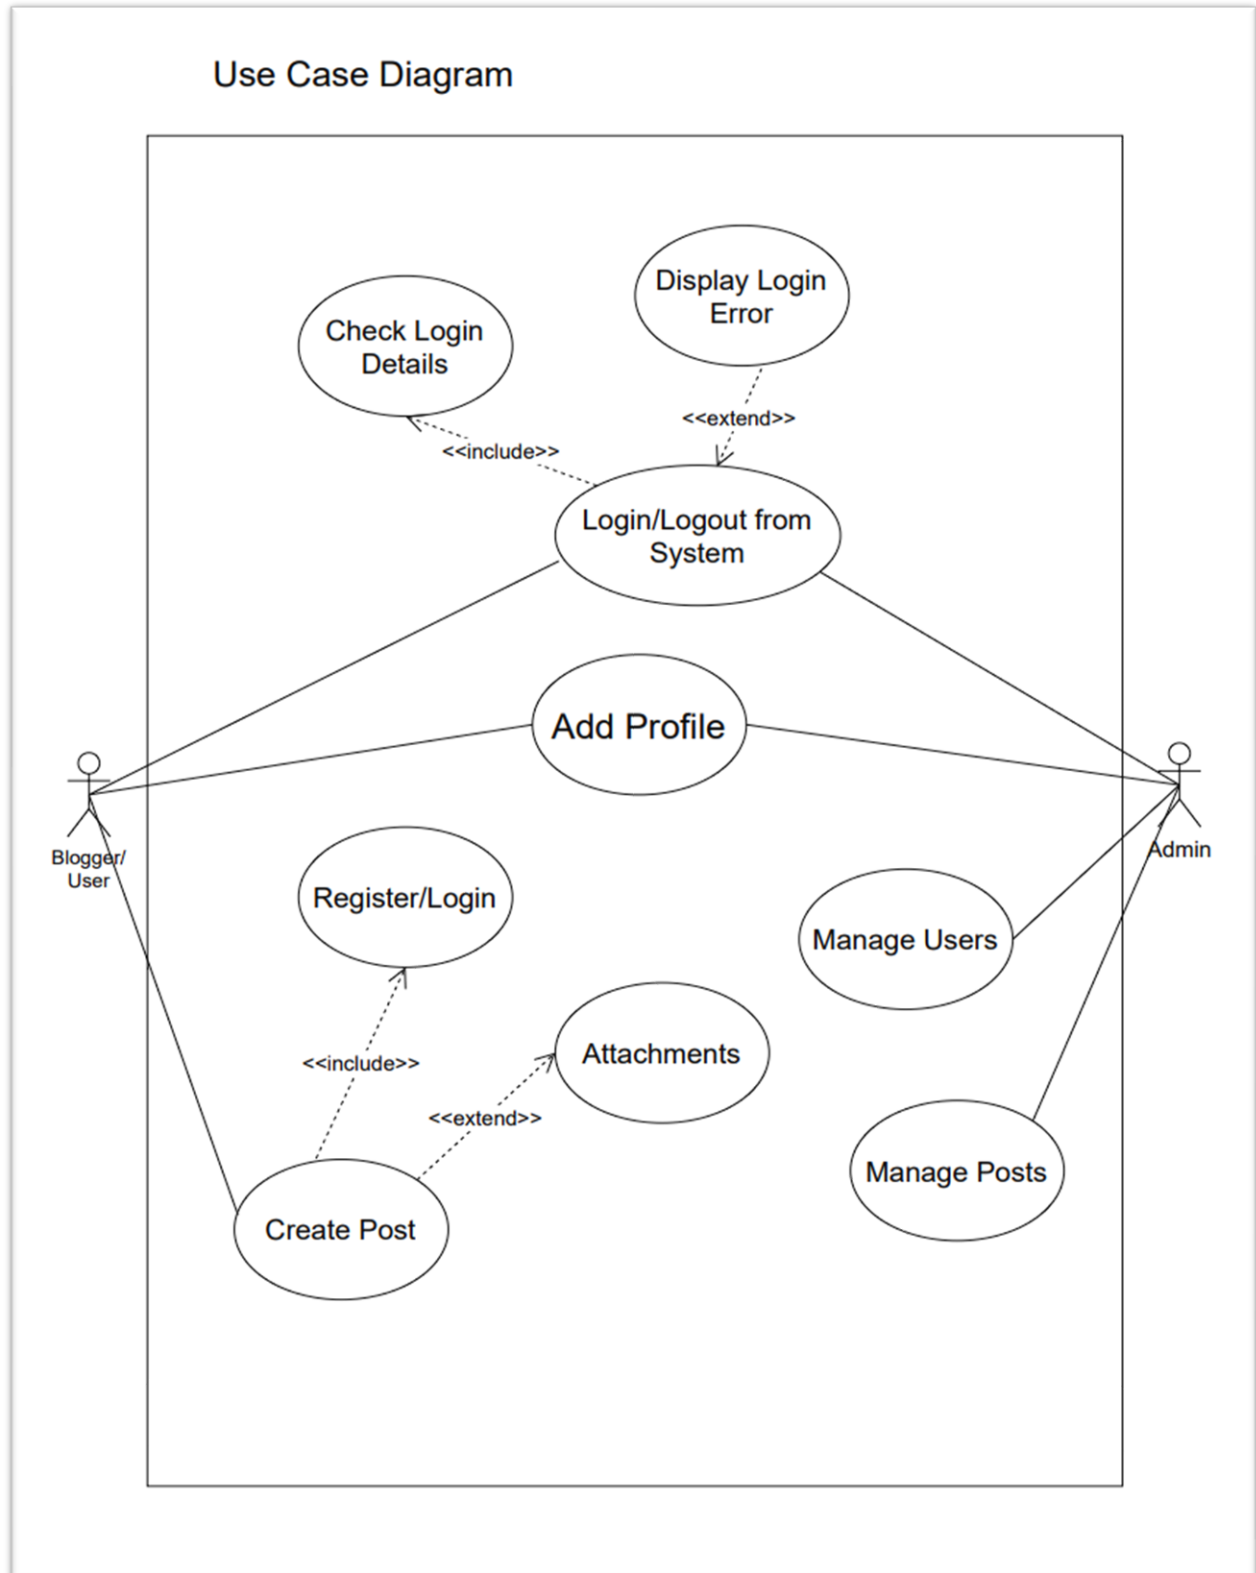 Use Case Diagram
Display Login
Error
Check Login
Details
<<extend>>
<<include>>
Login/Logout from
System
Add Profile
Blogger/
User
Admin
Register/Login
Manage Users
Attachments
<<include>>
<<extend>>
Manage Posts
Create Post